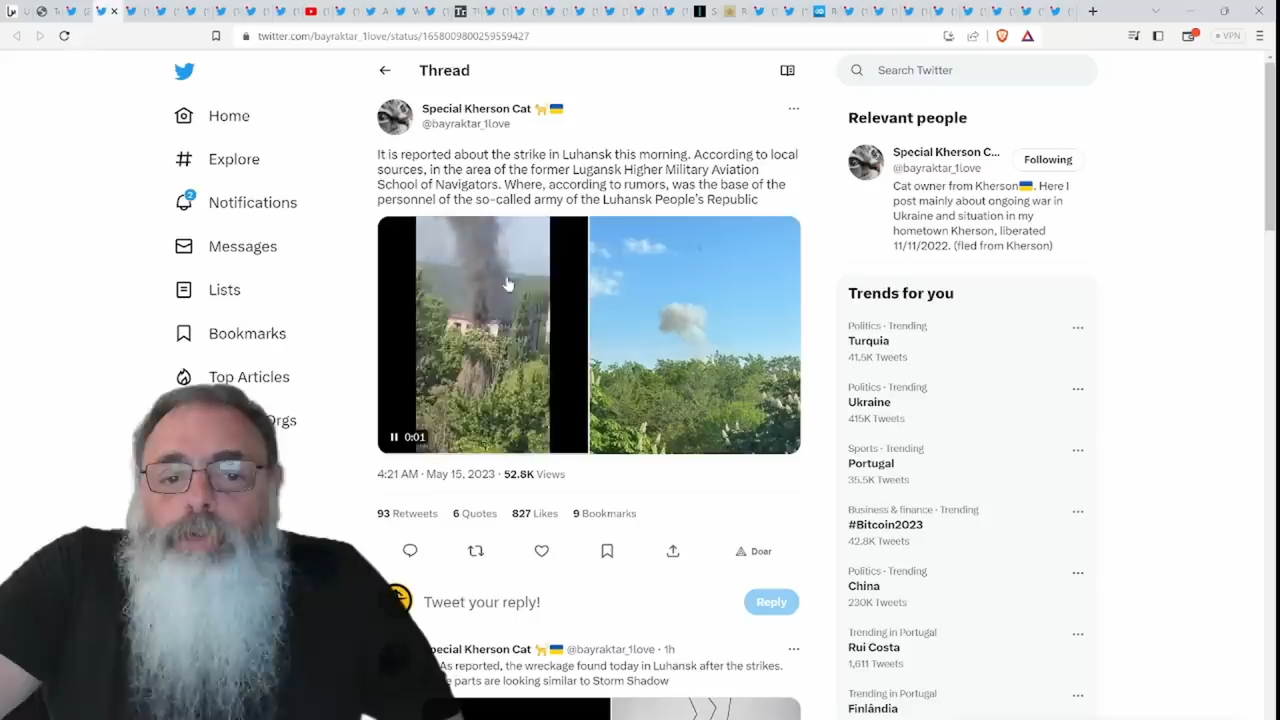 twitter.com/bayraktar_1love/status/1658009800259559427
VPN
Home
Explore
2
Notifications
Messages
Lists
Bookmarks
Top Articles
Orgs
Thread
Special Kherson Cat
@bayraktar_1love
It is reported about the strike in Luhansk this morning. According to local
sources, in the area of the former Lugansk Higher Military Aviation
School of Navigators. Where, according to rumors, was the base of the
personnel of the so-called army of the Luhansk People's Republic
0:01
4:21 AM · May 15, 2023 · 52.8K Views
93 Retweets 6 Quotes 827 Likes 9 Bookmarks
Doar
Tweet your reply!
Reply
pecial Kherson Cat @bayraktar_1love · 1h
As reported, the wreckage found today in Luhansk after the strikes.
e parts are looking similar to Storm Shadow
Search Twitter
Relevant people
Special Kherson C...
@bayraktar_1love
Following
Cat owner from Kherson. Here I
post mainly about ongoing war in
Ukraine and situation in my
hometown Kherson, liberated
11/11/2022. (fled from Kherson)
Trends for you
Politics · Trending
Turquia
41.5K Tweets
Politics · Trending
Ukraine
415K Tweets
Sports · Trending
Portugal
35.5K Tweets
Business & finance · Trending
#Bitcoin2023
42.8K Tweets
Politics · Trending
China
230K Tweets
Trending in Portugal
Rui Costa
1,611 Tweets
Trending in Portugal
Finlândia